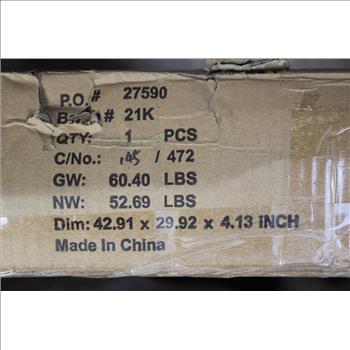 P.O. # 27590
# 21K
QTY: 1 PCS
C/No.: / 472
GW: 60.40 LBS
NW: 52.69 LBS
Dim: 42.91 x 29.92 x 4.13 iNCH
Made In China